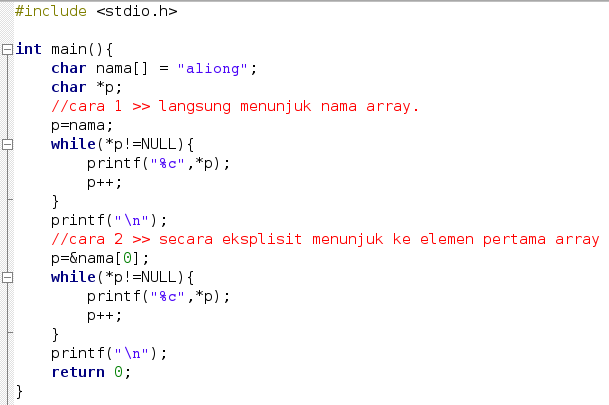 #include <stdio.h>
int main(){
    char nama[] = "aliong";
    char *p;
    //cara 1 >> langsung menunjuk nama array.
    p=nama;
    while(*p!=NULL){
        printf("%c",*p);
        p++;
    }
    printf("\n");
    //cara 2 >> secara eksplisit menunjuk ke elemen pertama array
    p=&nama[0];
    while(*p!=NULL){
        printf("%c",*p);
        p++;
    }
    printf("\n");
    return 0;
}